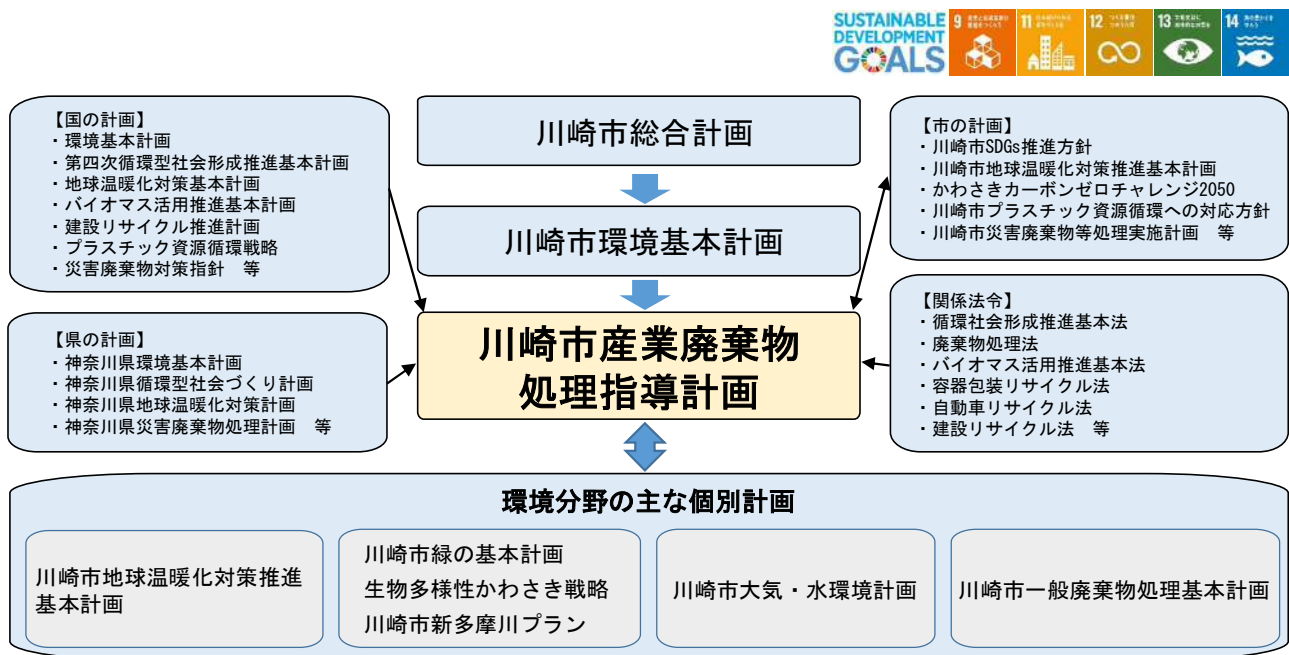 SUSTAINABLE
DEVELOPMENT
GOALS
9
11
12
13
14
【国の計画】
・環境基本計画
・第四次循環型社会形成推進基本計画
・地球温暖化対策基本計画
・バイオマス活用推進基本計画
・建設リサイクル推進計画
・プラスチック資源循環戦略
・災害廃棄物対策指針 等
【県の計画】
・神奈川県環境基本計画
・神奈川県循環型社会づくり計画
・神奈川県地球温暖化対策計画
・神奈川県災害廃棄物処理計画 等
川崎市総合計画
川崎市環境基本計画
川崎市産業廃棄物
処理指導計画
【市の計画】
・川崎市SDGs推進方針
・川崎市地球温暖化対策推進基本計画
・かわさきカーボンゼロチャレンジ2050
・川崎市プラスチック資源循環への対応方針
・川崎市災害廃棄物等処理実施計画 等
【関係法令】
・循環社会形成推進基本法
・廃棄物処理法
・バイオマス活用推進基本法
・容器包装リサイクル法
・自動車リサイクル法
・建設リサイクル法 等
環境分野の主な個別計画
川崎市地球温暖化対策推進
基本計画
川崎市緑の基本計画
生物多様性かわさき戦略
川崎市新多摩川プラン
川崎市大気・水環境計画
川崎市一般廃棄物処理基本計画